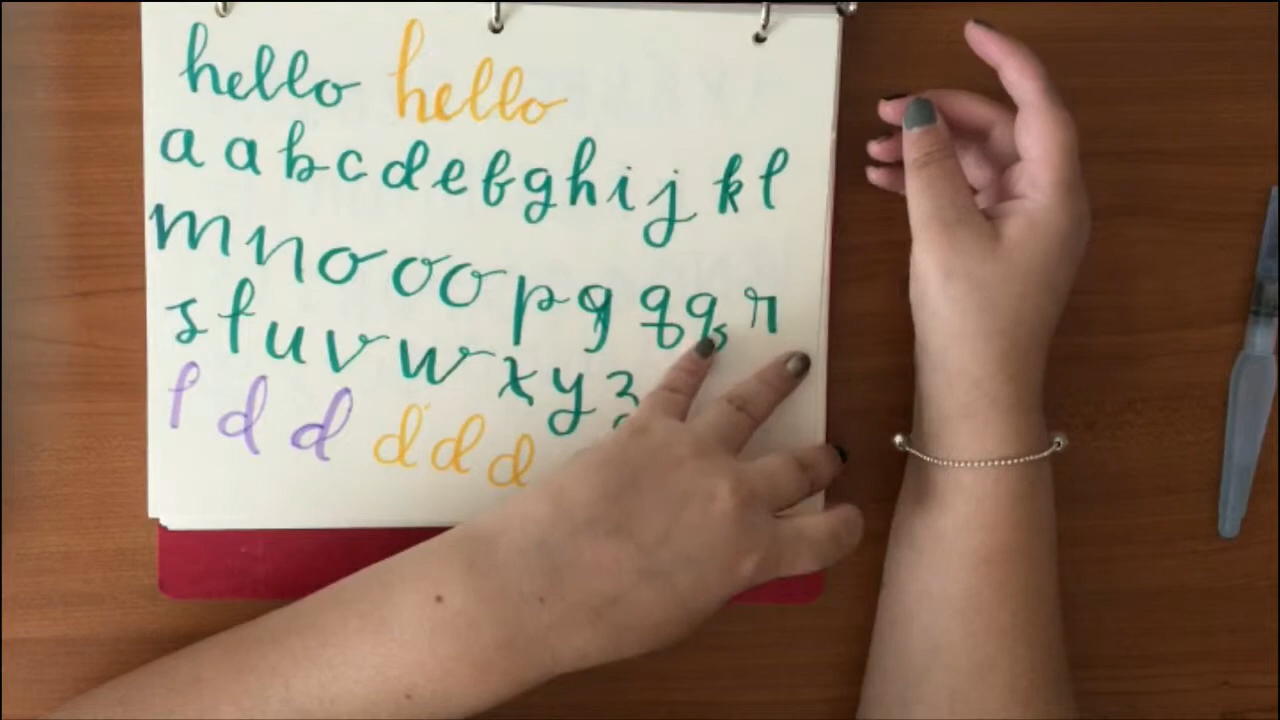 hello hello
a a b c d e b g h i j k l
m n o o o p q q q r
s t u v w x y z
l d d d d d